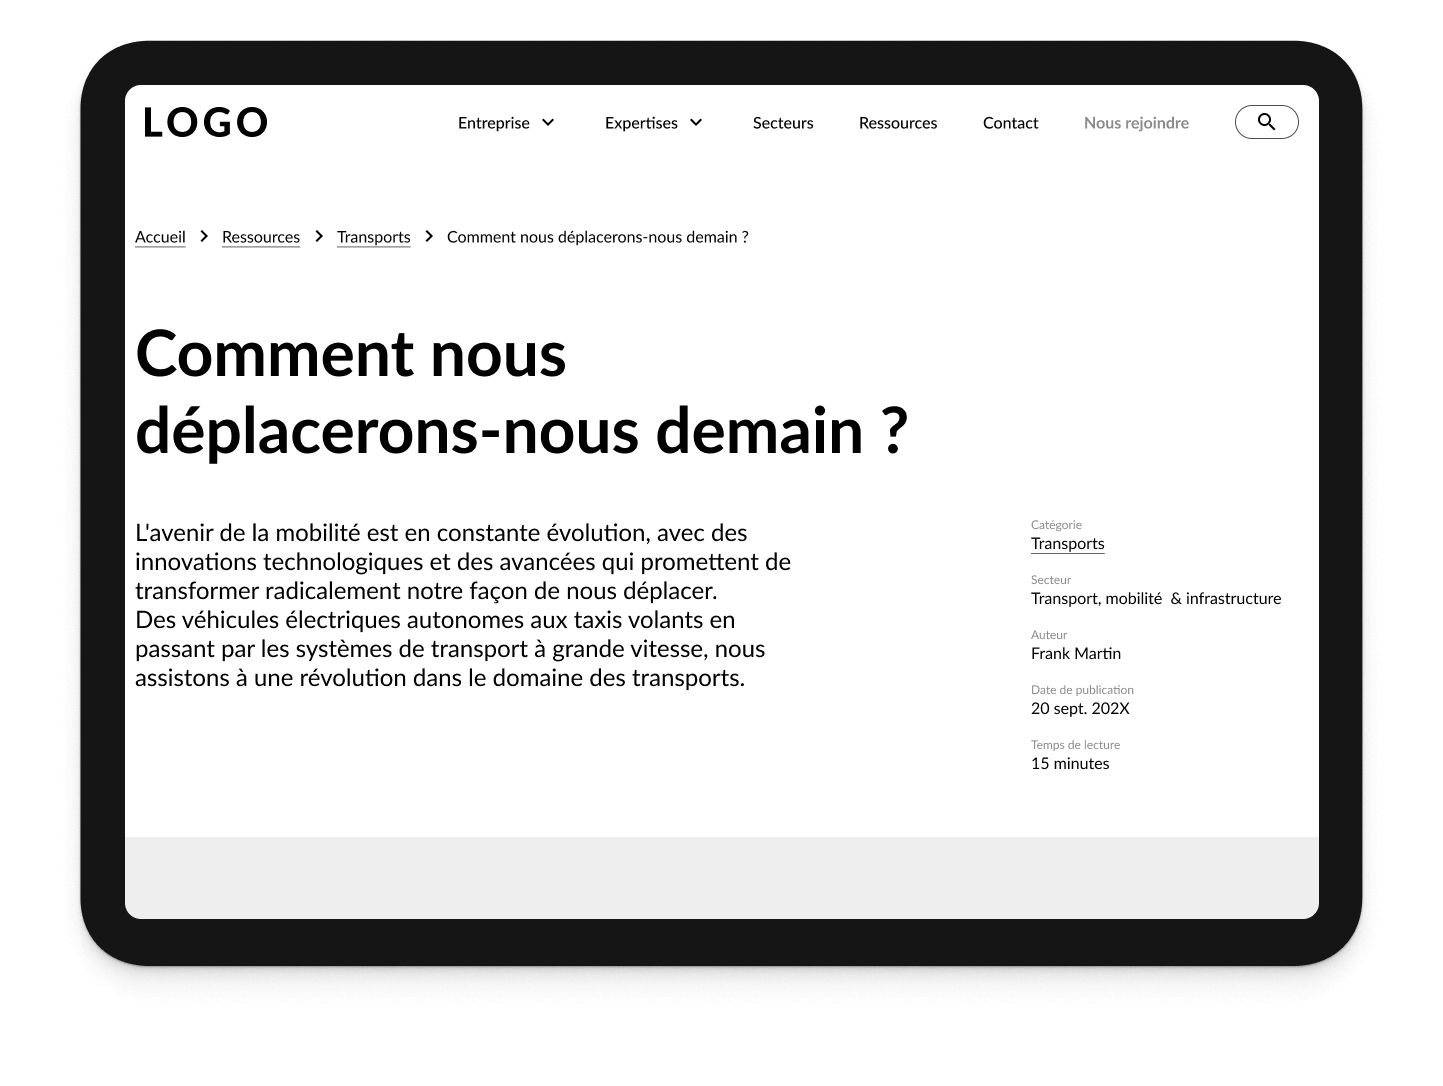 LOGO
Entreprise
Expertises
Secteurs
Ressources
Contact
Nous rejoindre
Accueil
Ressources
Transports
Comment nous déplacerons-nous demain ?
Comment nous
déplacerons-nous demain ?
L'avenir de la mobilité est en constante évolution, avec des
innovations technologiques et des avancées qui promettent de
transformer radicalement notre façon de nous déplacer.
Des véhicules électriques autonomes aux taxis volants en
passant par les systèmes de transport à grande vitesse, nous
assistons à une révolution dans le domaine des transports.
Catégorie
Transports
Secteur
Transport, mobilité  & infrastructure
Auteur
Frank Martin
Date de publication
20 sept. 202X
Temps de lecture
15 minutes